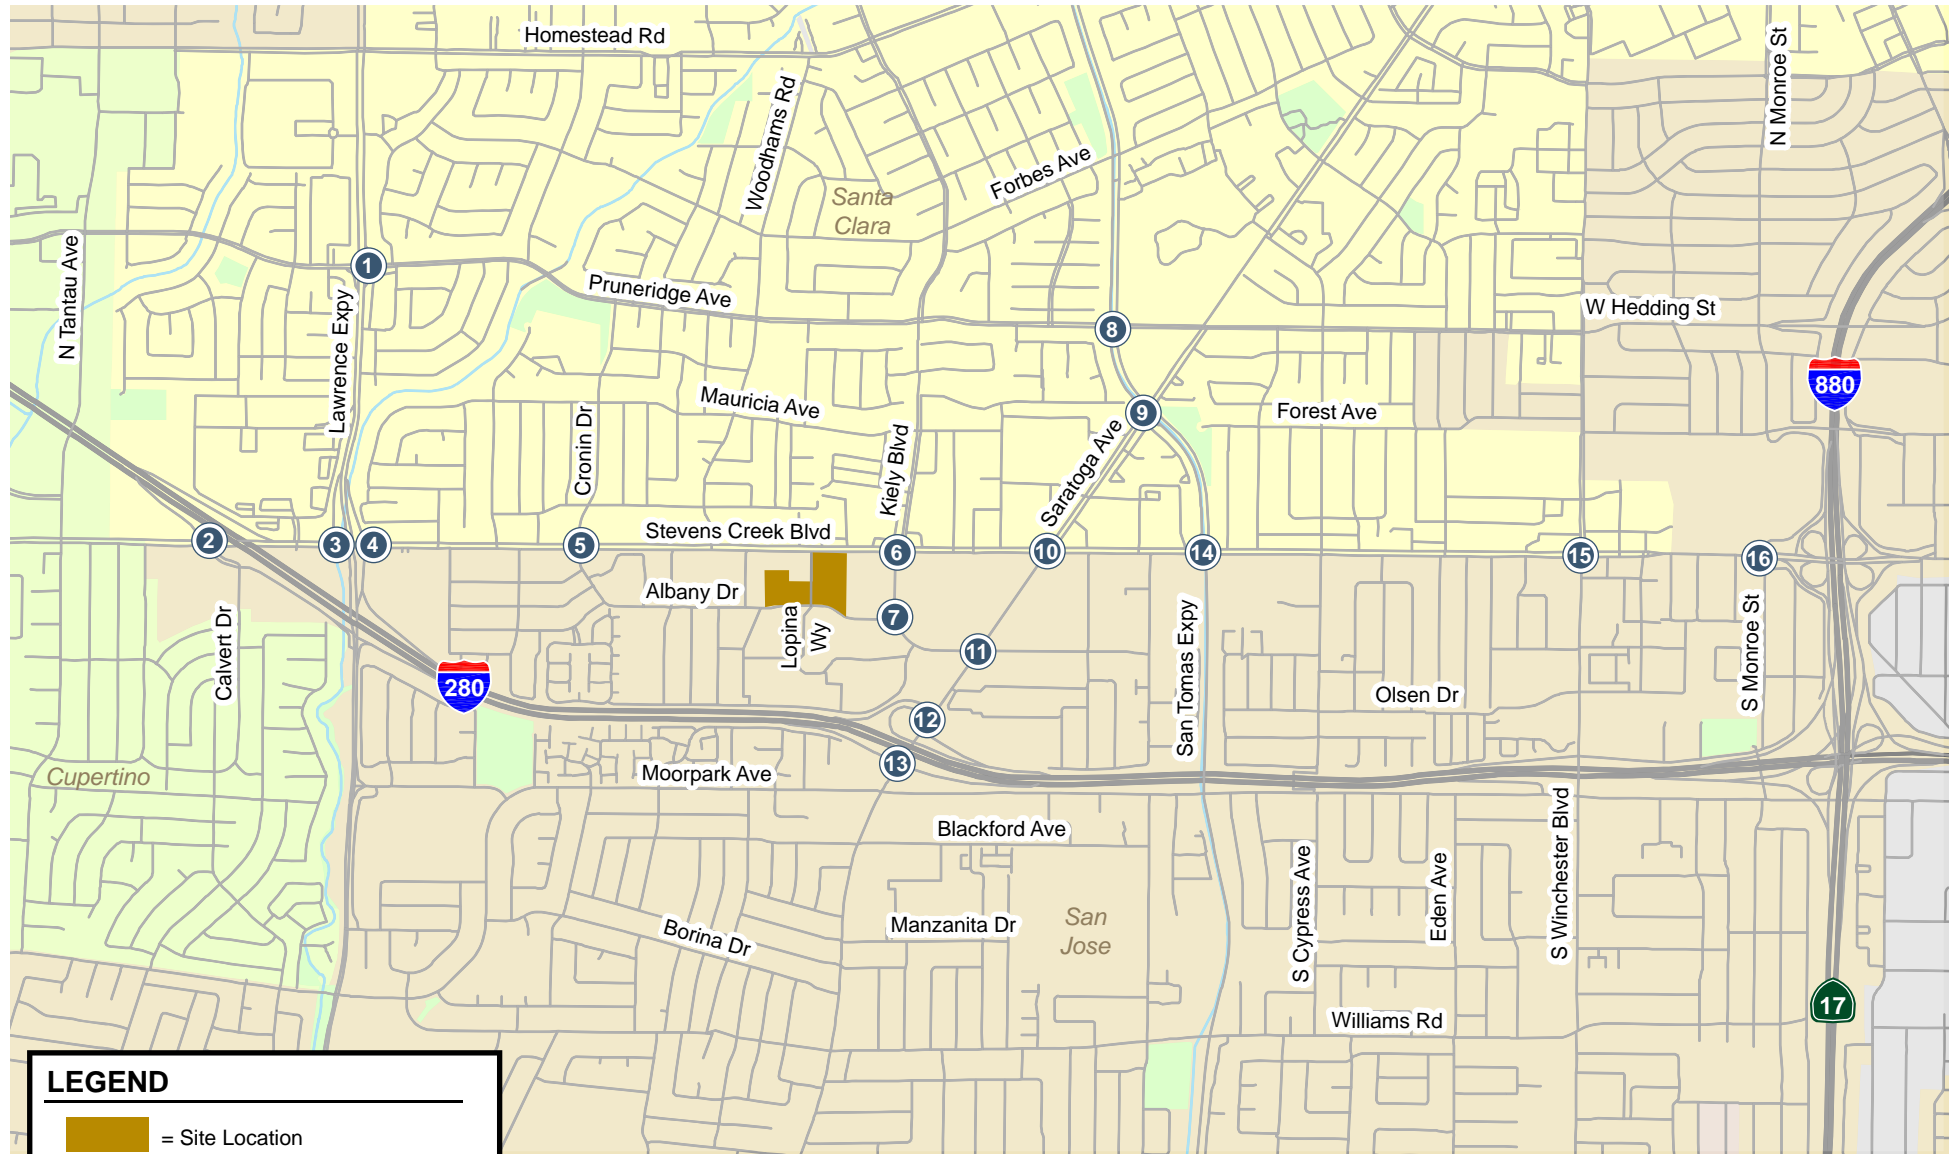 Homestead Rd
N Monroe St
Woodhams Rd
Forbes Ave
Santa
Clara
N Tantau Ave
1
Pruneridge Ave
Lawrence Expy
8
W Hedding St
880
Mauricia Ave
9
Forest Ave
Cronin Dr
Kiely Blvd
Saratoga Ave
Stevens Creek Blvd
2
3
4
5
6
10
14
15
16
Albany Dr
7
Lopina
Wy
Calvert Dr
11
San Tomas Expy
S Monroe St
280
Olsen Dr
12
13
Cupertino
Moorpark Ave
Blackford Ave
S Winchester Blvd
S Cypress Ave
Eden Ave
Borina Dr
Manzanita Dr
San
Jose
17
Williams Rd
LEGEND
= Site Location